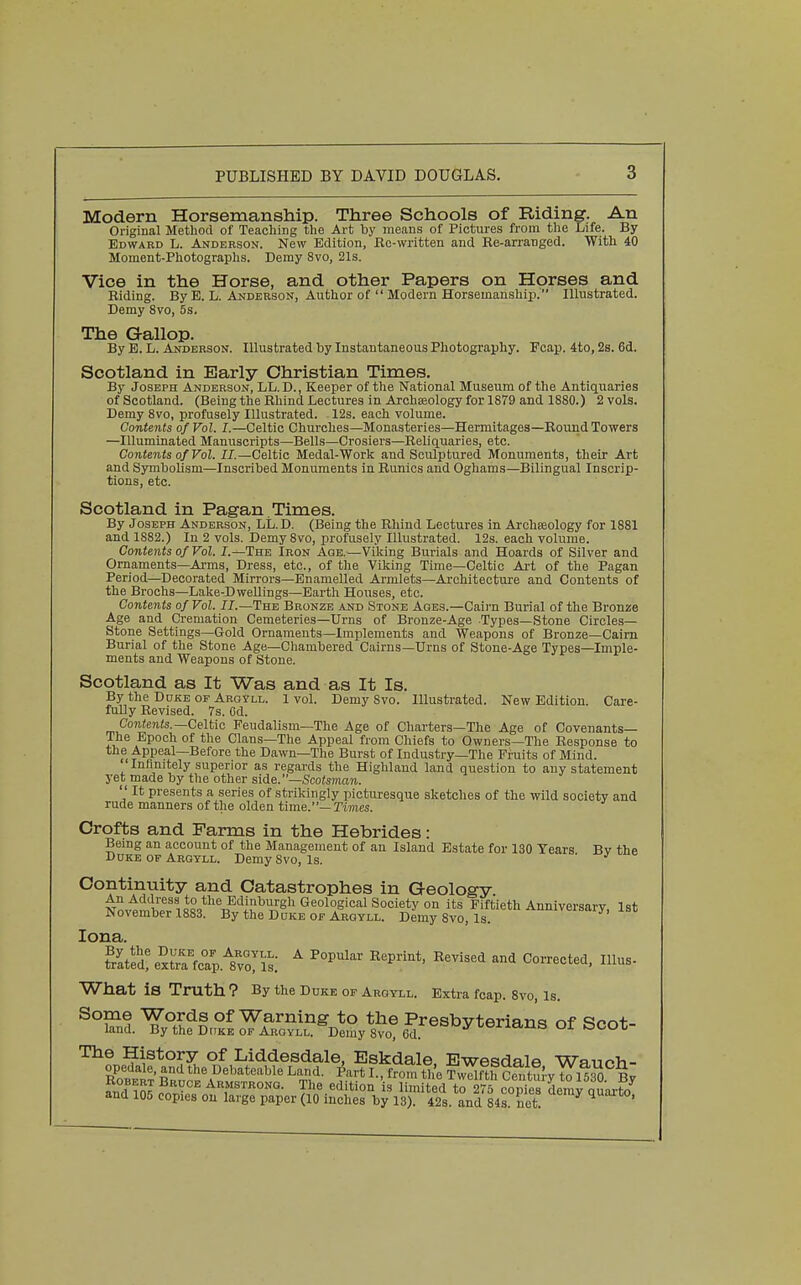 PUBLISHED BY DAVID DOUGLAS. 3
Modern Horsemanship. Three Schools of Riding. An
Original Method of Teaching the Art by means of Pictures from the Life. By
Edward L. Anderson. New Edition, Re-written and Re-arranged. With 40
Moment-Photographs. Demy 8vo, 21s.
Vice in the Horse, and other Papers on Horses and
Riding. By E. L. Anderson, Author of "Modern Horsemanship." Illustrated.
Demy 8vo, 5s.
The Gallop.
By E. L. Anderson. Illustrated by Instantaneous Photography. Fcap. 4to, 2s. 6d.
Scotland in Early Christian Times.
By Joseph Anderson, LL.D., Keeper of the National Museum of the Antiquaries
of Scotland. (Being the Rhind Lectures in Archæology for 1879 and 1880.) 2 vols.
Demy 8vo, profusely Illustrated. 12s. each volume.
Contents of Vol. I.—Celtic Churches—Monasteries—Hermitages—Round Towers
—Illuminated Manuscripts—Bells—Crosiers—Reliquaries, etc.
Contents of Vol. II.—Celtic Medal-Work and Sculptured Monuments, their Art
and Symbolism—Inscribed Monuments in Runics and Oghams—Bilingual Inscrip-
tions, etc.
Scotland in Pagan Times.
By Joseph Anderson, LL.D. (Being the Rhind Lectures in Archæology for 1881
and 1882.) In 2 vols. Demy 8vo, profusely Illustrated. 12s. each volume.
Contents of Vol. I.—The Iron Age.—Viking Burials and Hoards of Silver and
Ornaments—Arms, Dress, etc., of the Viking Time—Celtic Art of the Pagan
Period—Decorated Mirrors—Enamelled Armlets—Architecture and Contents of
the Brochs—Lake-Dwellings—Earth Houses, etc.
Contents of Vol. II.—The Bronze and Stone Ages.—Cairn Burial of the Bronze
Age and Cremation Cemeteries—Urns of Bronze-Age Types—Stone Circles—
Stone Settings—Gold Ornaments—Implements and Weapons of Bronze—Cairn
Burial of the Stone Age—Chambered Cairns—Urns of Stone-Age Types—Imple-
ments and Weapons of Stone.
Scotland as It Was and as It Is.
By the Duke of Argyll. 1 vol. Demy 8vo. Illustrated. New Edition. Care-
fully Revised. 7s. 6d.
Contents.—Celtic Feudalism—The Age of Charters—The Age of Covenants—
The Epoch of the Clans—The Appeal from Chiefs to Owners—The Response to
the Appeal—Before the Dawn—The Burst of Industry—The Fruits of Mind.
"Infinitely superior as regards the Highland land question to any statement
yet made by the other side."—Scotsman.
"It presents a series of strikingly picturesque sketches of the wild society and
rude manners of the olden time."—Times.
Crofts and Farms in the Hebrides:
Being an account of the Management of an Island Estate for 130 Years. By the
Duke of Argyll. Demy 8vo, 1s.
Continuity and Catastrophes in Geology.
An Address to the Edinburgh Geological Society on its Fiftieth Anniversary, 1st
November 1883. By the Duke of Argyll. Demy 8vo, 1s.
Iona.
By the Duke of Argyll. A Popular Reprint, Revised and Corrected, Illus-
trated, extra fcap. 8vo, 1s.
What is Truth? By the Duke of Argyll. Extra fcap. 8vo, 1s.
Some Words of Warning to the Presbyterians of Scot-
land. By the Duke of Argyll. Demy 8vo, 6d.
The History of Liddesdale, Eskdale, Ewesdale, Wauch-
opedale, and the Debateable Land. Part I., from the Twelfth Century to 1530. By
Robert Bruce Armstrong. The edition is limited to 275 copies demy quarto,
and 105 copies on large paper (10 inches by 13). 42s. and 84s. net.